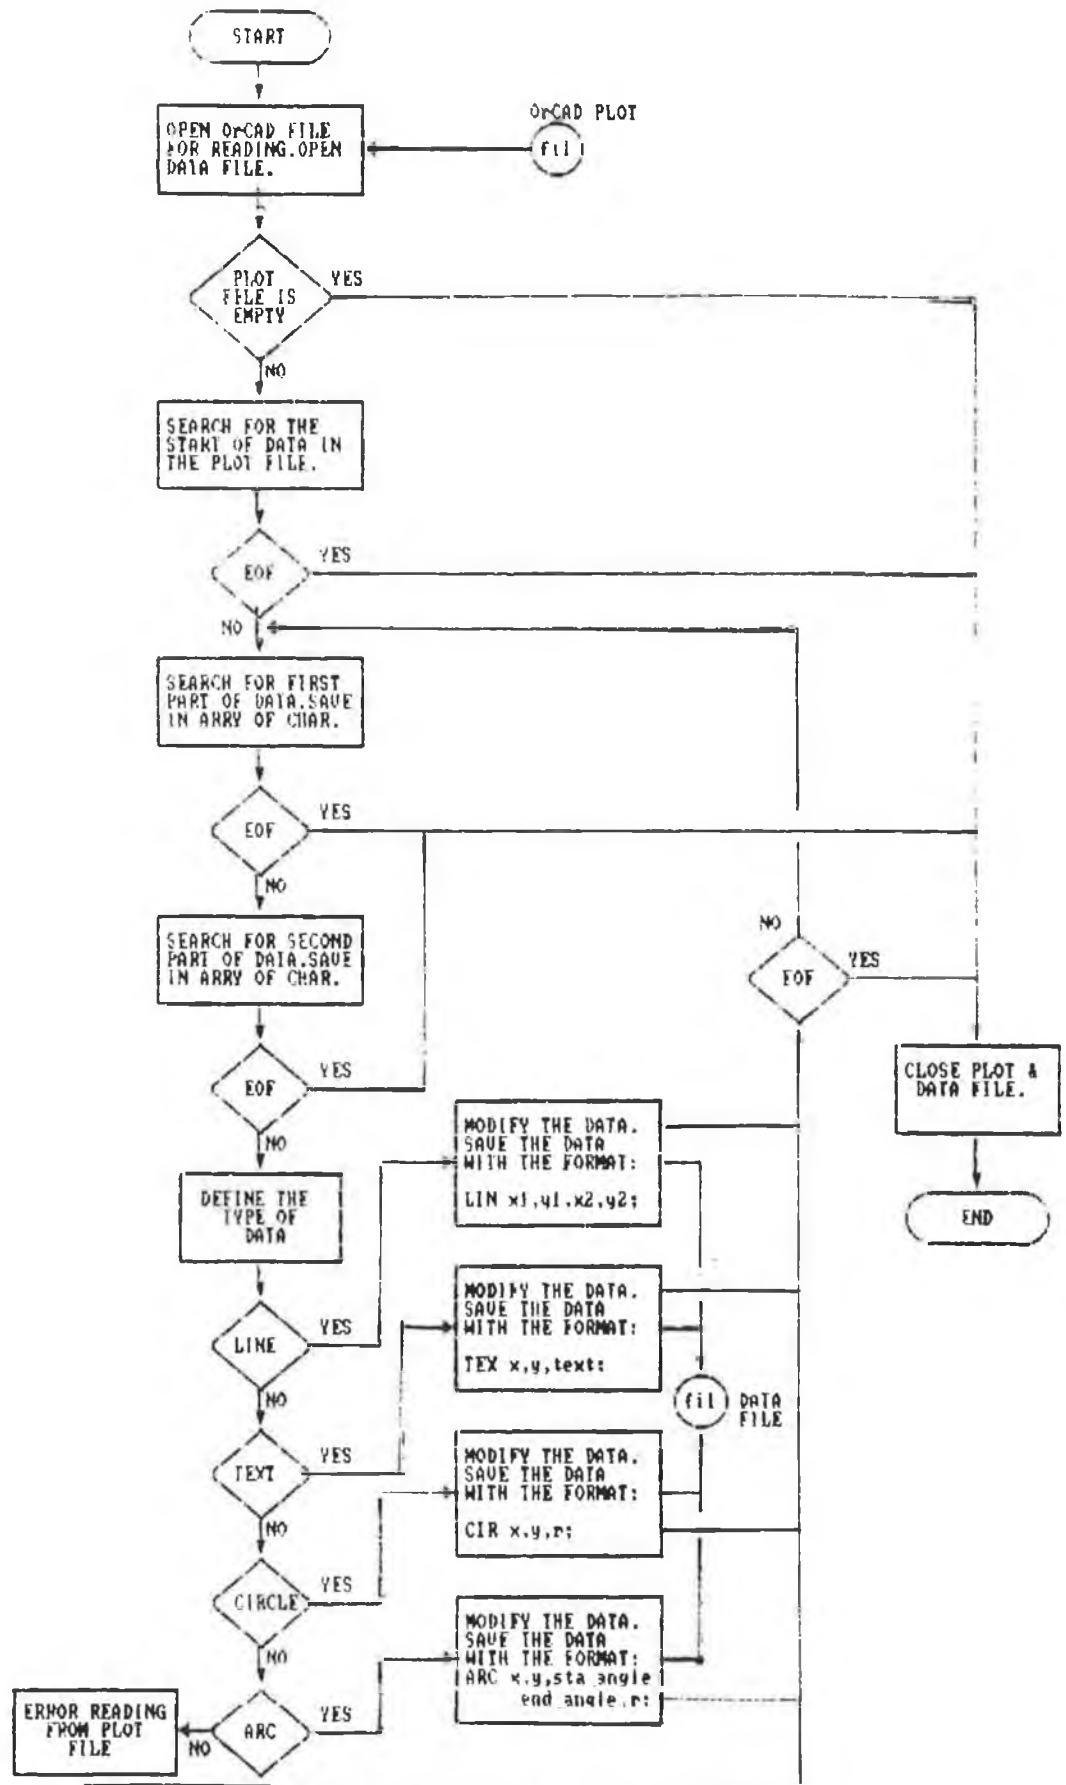 START
OrCAD PLOT
OPEN OrCAD FILE
FOR READING.OPEN
DATA FILE.
fil
PLOT
FILE IS
EMPTY
YES
NO
SEARCH FOR THE
START OF DATA IN
THE PLOT FILE.
EOF
YES
NO
SEARCH FOR FIRST
PART OF DATA.SAVE
IN ARRY OF CHAR.
EOF
YES
NO
SEARCH FOR SECOND
PART OF DATA.SAVE
IN ARRY OF CHAR.
NO
EOF
YES
EOF
YES
NO
CLOSE PLOT &
DATA FILE.
END
DEFINE THE
TYPE OF
DATA
MODIFY THE DATA.
SAVE THE DATA
WITH THE FORMAT:
LIN x1,y1,x2,y2;
LINE
YES
NO
MODIFY THE DATA.
SAVE THE DATA
WITH THE FORMAT:
TEX x,y,text;
fil
DATA
FILE
TEXT
YES
NO
MODIFY THE DATA.
SAVE THE DATA
WITH THE FORMAT:
CIR x,y,r;
CIRCLE
YES
NO
MODIFY THE DATA.
SAVE THE DATA
WITH THE FORMAT:
ARC x,y,sta_angle
end_angle,r;
ARC
YES
NO
ERROR READING
FROM PLOT
FILE